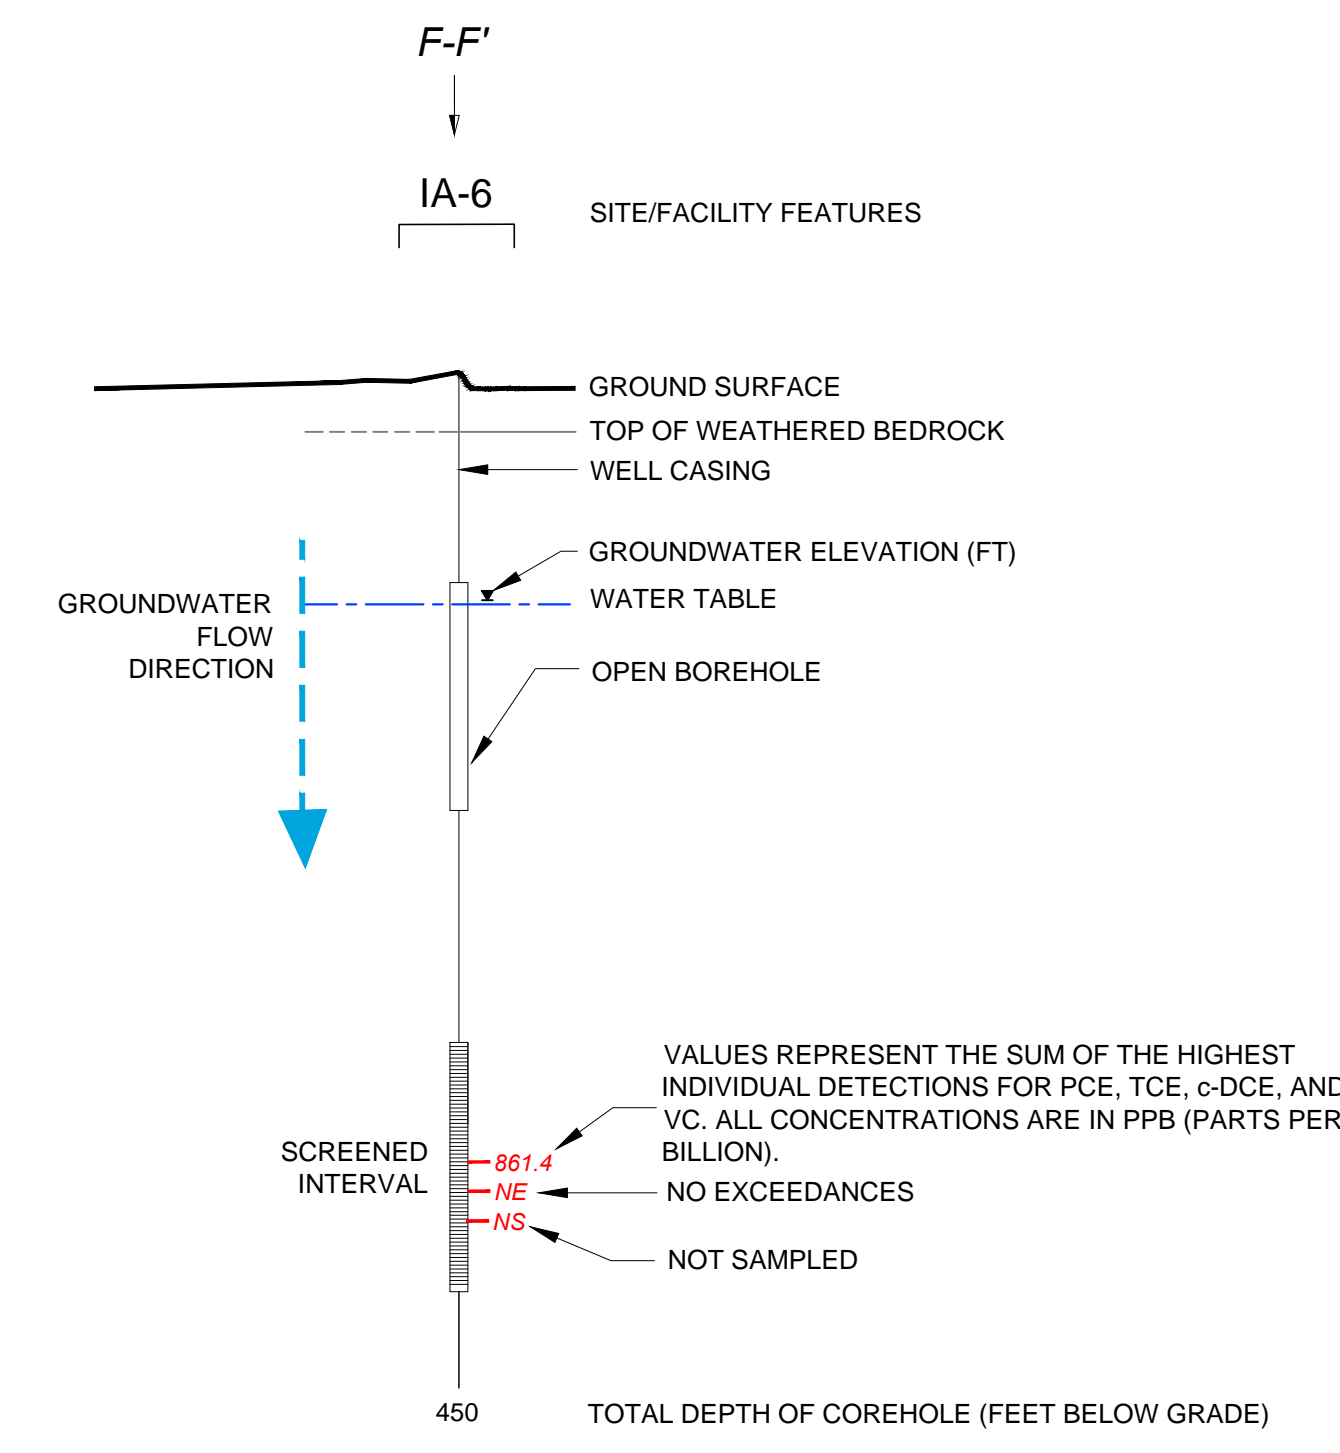 F-F'
IA-6
SITE/FACILITY FEATURES
GROUND SURFACE
TOP OF WEATHERED BEDROCK
WELL CASING
GROUNDWATER ELEVATION (FT)
WATER TABLE
GROUNDWATER
FLOW
DIRECTION
OPEN BOREHOLE
VALUES REPRESENT THE SUM OF THE HIGHEST
INDIVIDUAL DETECTIONS FOR PCE, TCE, c-DCE, AND
VC. ALL CONCENTRATIONS ARE IN PPB (PARTS PER
BILLION).
SCREENED
INTERVAL
861.4
NE
NO EXCEEDANCES
NS
NOT SAMPLED
450
TOTAL DEPTH OF COREHOLE (FEET BELOW GRADE)